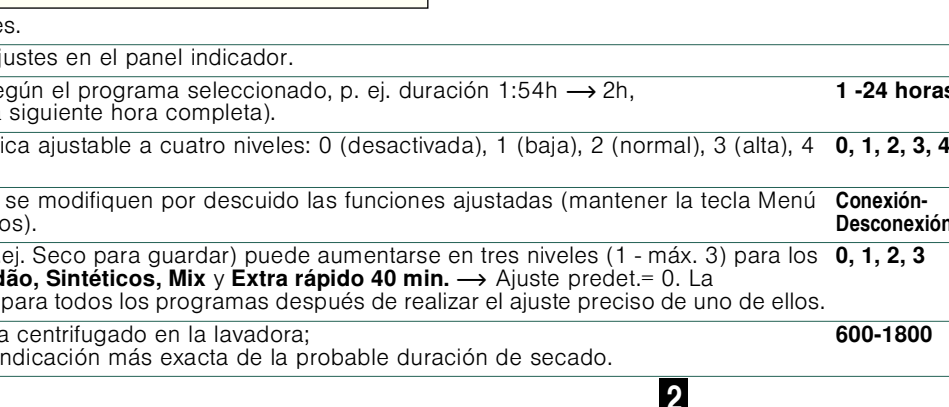 es.
justes en el panel indicador.
egún el programa seleccionado, p. ej. duración 1:54h → 2h, 1 -24 horas
siguiente hora completa).
ica ajustable a cuatro niveles: 0 (desactivada), 1 (baja), 2 (normal), 3 (alta), 4 0, 1, 2, 3, 4
se modifiquen por descuido las funciones ajustadas (mantener la tecla Menú Conexión-
os). Desconexión
ej. Seco para guardar) puede aumentarse en tres niveles (1 - máx. 3) para los 0, 1, 2, 3
dão, Sintéticos, Mix y Extra rápido 40 min. → Ajuste predet.= 0. La
para todos los programas después de realizar el ajuste preciso de uno de ellos.
a centrifugado en la lavadora; 600-1800
ndicación más exacta de la probable duración de secado.
2